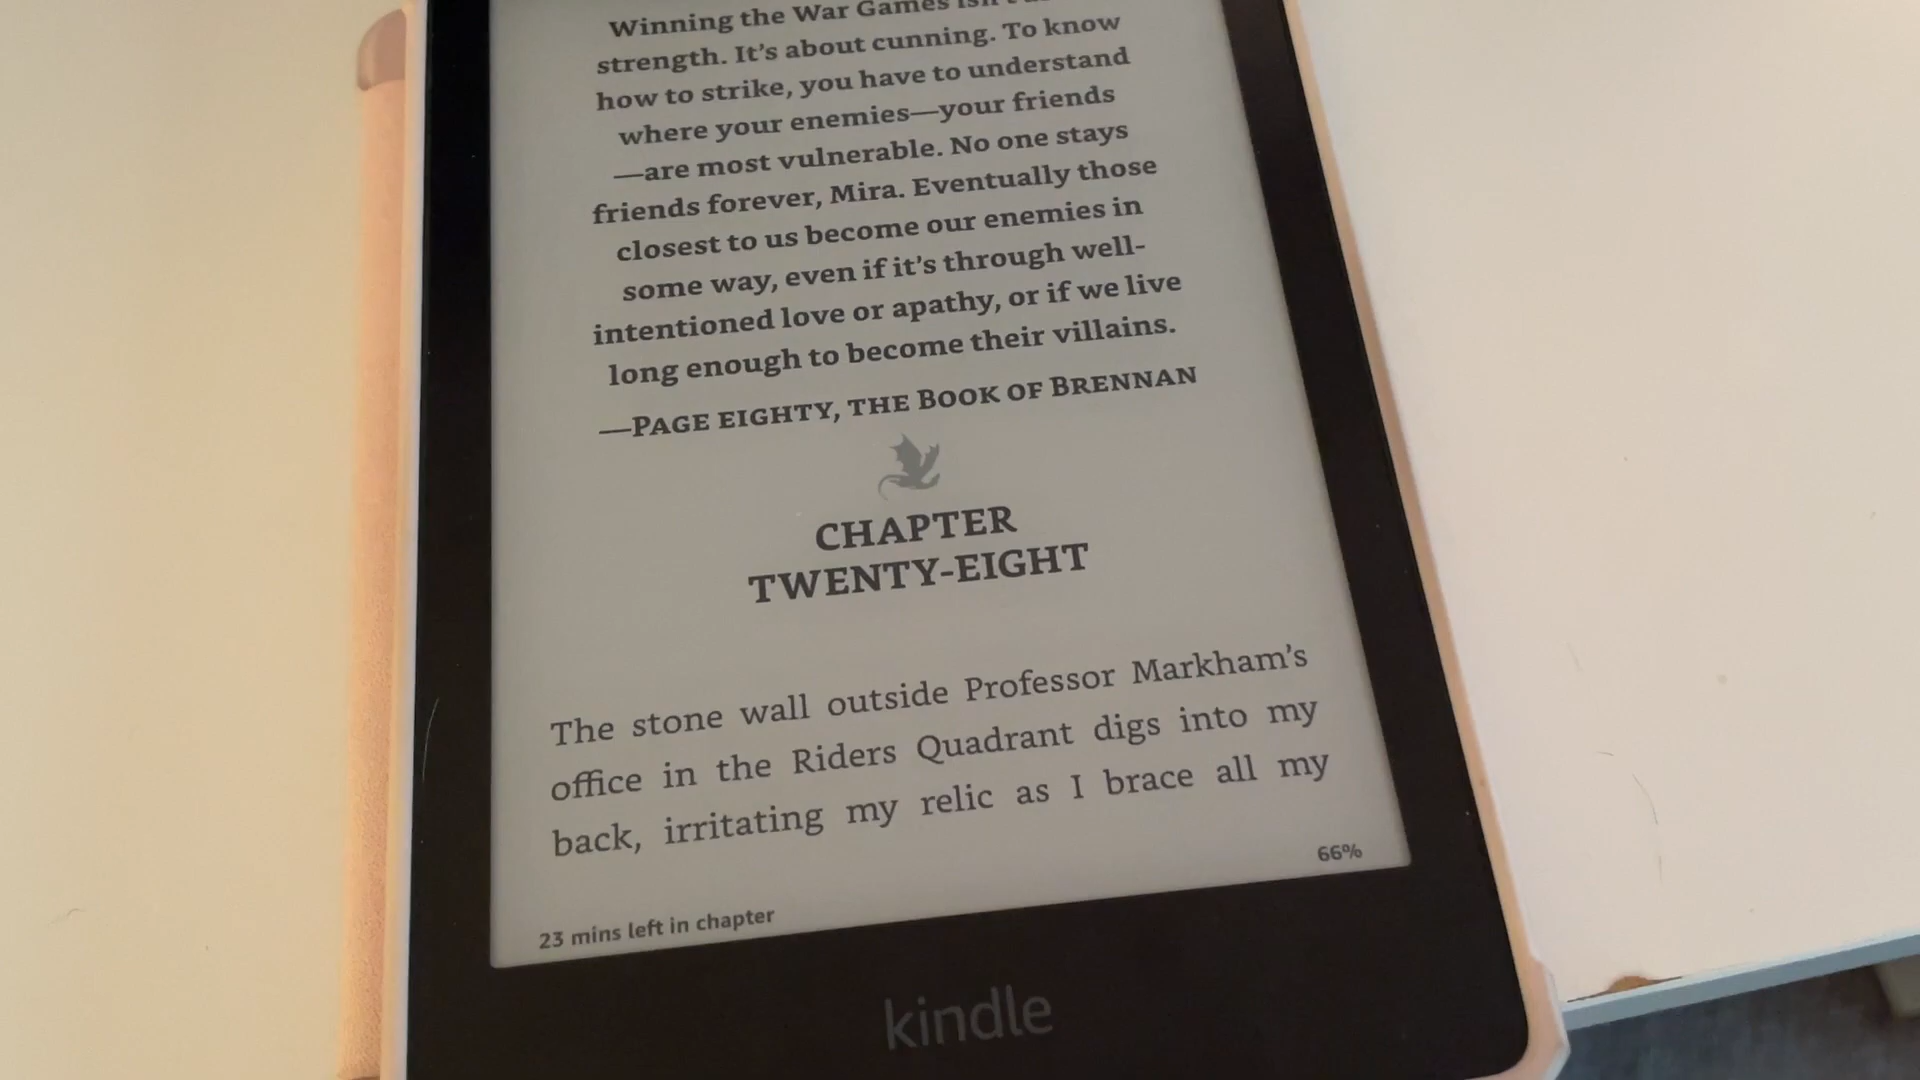 Winning the War Games
strength. It's about cunning. To know
how to strike, you have to understand
where your enemies—your friends
—are most vulnerable. No one stays
friends forever, Mira. Eventually those
closest to us become our enemies in
some way, even if it's through well-
intentioned love or apathy, or if we live
long enough to become their villains.
—PAGE EIGHTY, THE BOOK OF BRENNAN
CHAPTER
TWENTY-EIGHT
The stone wall outside Professor Markham's
office in the Riders Quadrant digs into my
back, irritating my relic as I brace all my
66%
23 mins left in chapter
kindle